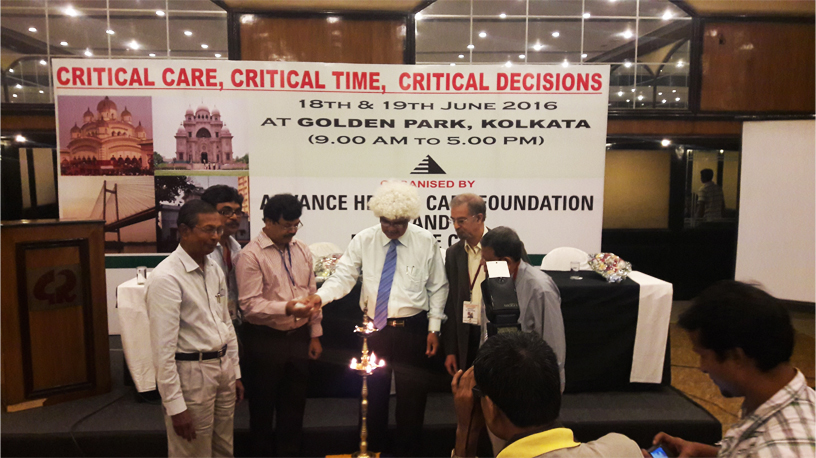 CRITICAL CARE, CRITICAL TIME, CRITICAL DECISIONS
18TH & 19TH JUNE 2016
AT GOLDEN PARK, KOLKATA
(9.00 AM TO 5.00 PM)
ORGANISED BY
FOUNDATION
AND